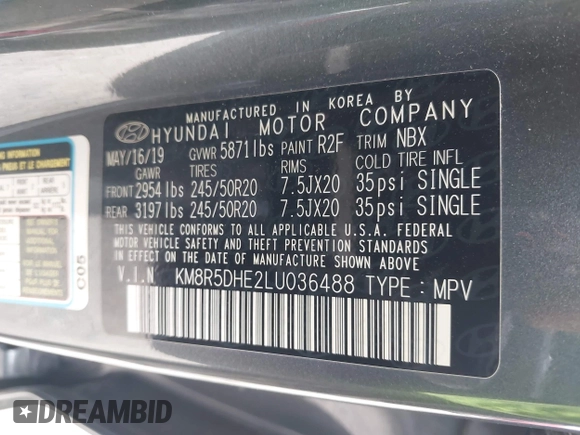 MANUFACTURED IN KOREA BY
HYUNDAI MOTOR COMPANY
MAY/16/19 GVWR 5871lbs PAINT R2F TRIM NBX
TIRES RIMS COLD TIRE INFL
FRONT 2954lbs 245/50R20 7.5JX20 35psi SINGLE
REAR 3197lbs 245/50R20 7.5JX20 35psi SINGLE
THIS VEHICLE CONFORMS TO ALL APPLICABLE U.S.A. FEDERAL
MOTOR VEHICLE SAFETY AND THEFT PREVENTION STANDARDS
IN EFFECT ON THE DATE OF MANUFACTURE SHOWN ABOVE.
V.I.N. KM8R5DHE2LU036488 TYPE : MPV
C05
DREAMBID